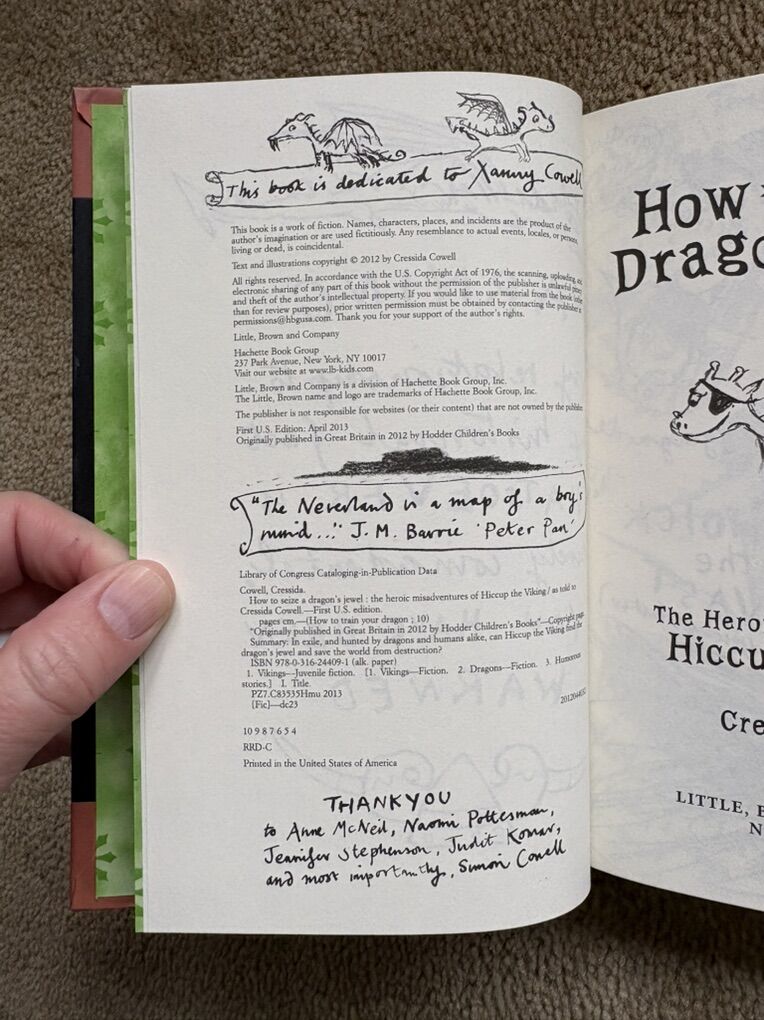 This book is dedicated to Xanny Cowell
This book is a work of fiction. Names, characters, places, and incidents are the product of the
author's imagination or are used fictitiously. Any resemblance to actual events, locales, or persons,
living or dead, is coincidental.
Text and illustrations copyright © 2012 by Cressida Cowell
All rights reserved. In accordance with the U.S. Copyright Act of 1976, the scanning, uploading, and
electronic sharing of any part of this book without the permission of the publisher is unlawful piracy
and theft of the author's intellectual property. If you would like to use material from the book (other
than for review purposes), prior written permission must be obtained by contacting the publisher at
permissions@hbgusa.com. Thank you for your support of the author's rights.
Little, Brown and Company
Hachette Book Group
237 Park Avenue, New York, NY 10017
Visit our website at www.lb-kids.com
Little, Brown and Company is a division of Hachette Book Group, Inc.
The Little, Brown name and logo are trademarks of Hachette Book Group, Inc.
The publisher is not responsible for websites (or their content) that are not owned by the publisher.
First U.S. Edition: April 2013
Originally published in Great Britain in 2012 by Hodder Children's Books
"The Neverland is a map of a boy's
mind..." J.M. Barrie 'Peter Pan'
Library of Congress Cataloging-in-Publication Data
Cowell, Cressida.
How to seize a dragon's jewel : the heroic misadventures of Hiccup the Viking / as told to
Cressida Cowell.—First U.S. edition.
pages cm.—(How to train your dragon ; 10)
"Originally published in Great Britain in 2012 by Hodder Children's Books"—Copyright page.
Summary: In exile, and hunted by dragons and humans alike, can Hiccup the Viking find the
dragon's jewel and save the world from destruction?
ISBN 978-0-316-24409-1 (alk. paper)
1. Vikings—Juvenile fiction. [1. Vikings—Fiction. 2. Dragons—Fiction. 3. Humorous
stories.] I. Title.
PZ7.C83535Hmu 2013
[Fic]—dc23
10 9 8 7 6 5 4
RRD-C
Printed in the United States of America
THANKYOU
to Anne McNeil, Naomi Pottesman,
Jennifer Stephenson, Judit Komar,
and most importantly, Simon Cowell
How
Drago
The Hero
Hiccu
Cre
LITTLE, B
N